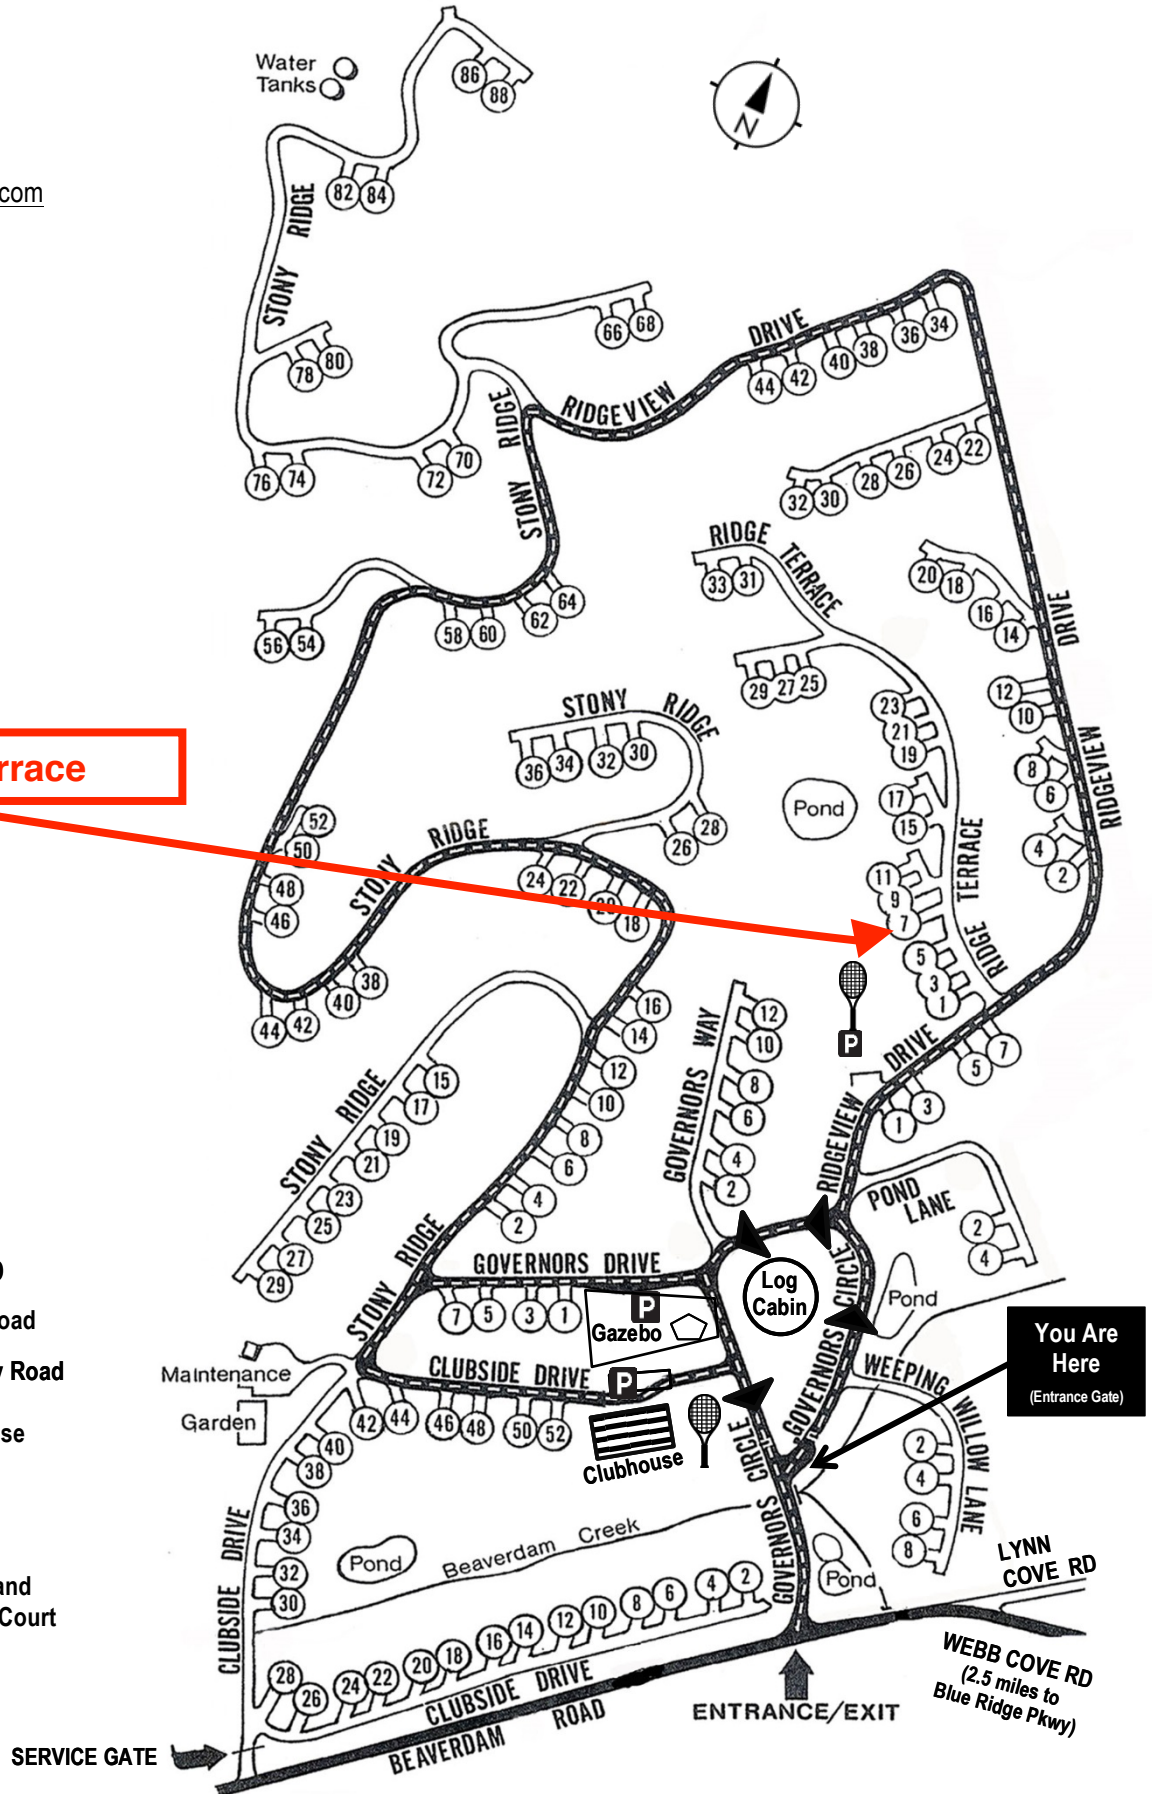 Water
Tanks
86
88
N
82
84
com
STONY RIDGE
78
80
66
68
DRIVE
44
42
40
38
36
34
RIDGEVIEW
RIDGE
STONY
76
74
72
70
32
30
28
26
24
22
RIDGE TERRACE
33
31
20
18
16
14
DRIVE
56
54
58
60
62
64
29
27
25
12
10
STONY RIDGE
36
34
32
30
23
21
19
8
6
RIDGEVIEW
rrace
Pond
17
15
28
26
4
2
52
50
48
46
STONY RIDGE
24
22
20
18
11
9
7
TERRACE
RIDGE
5
3
1
44
42
40
38
16
14
12
10
8
6
4
2
GOVERNORS WAY
12
10
8
6
4
2
P
DRIVE
7
5
3
1
RIDGEVIEW
STONY RIDGE
15
17
19
21
23
25
27
29
POND
LANE
2
4
STONY RIDGE
GOVERNORS DRIVE
7
5
3
1
P
Gazebo
Log
Cabin
GOVERNORS CIRCLE
Pond
oad
y Road
se
and
Court
You Are
Here
(Entrance Gate)
Maintenance
Garden
CLUBSIDE DRIVE
P
42
44
46
48
50
52
Clubhouse
GOVERNORS CIRCLE
WEEPING WILLOW LANE
2
4
6
8
40
38
36
34
32
30
CLUBSIDE DRIVE
Pond
Beaverdam Creek
Pond
LYNN
COVE RD
28
26
24
22
20
18
16
14
12
10
8
6
4
2
CLUBSIDE DRIVE
BEAVERDAM ROAD
SERVICE GATE
ENTRANCE/EXIT
WEBB COVE RD
(2.5 miles to
Blue Ridge Pkwy)